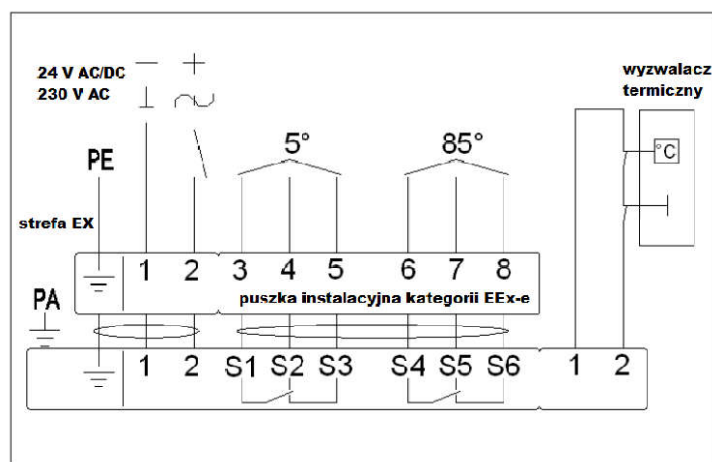 24 V AC/DC
230 V AC
wyzwalacz
termiczny
°C
5°
85°
PE
strefa EX
1 2 3 4 5 6 7 8
puszka instalacyjna kategorii EEx-e
PA
1 2 S1 S2 S3 S4 S5 S6 1 2